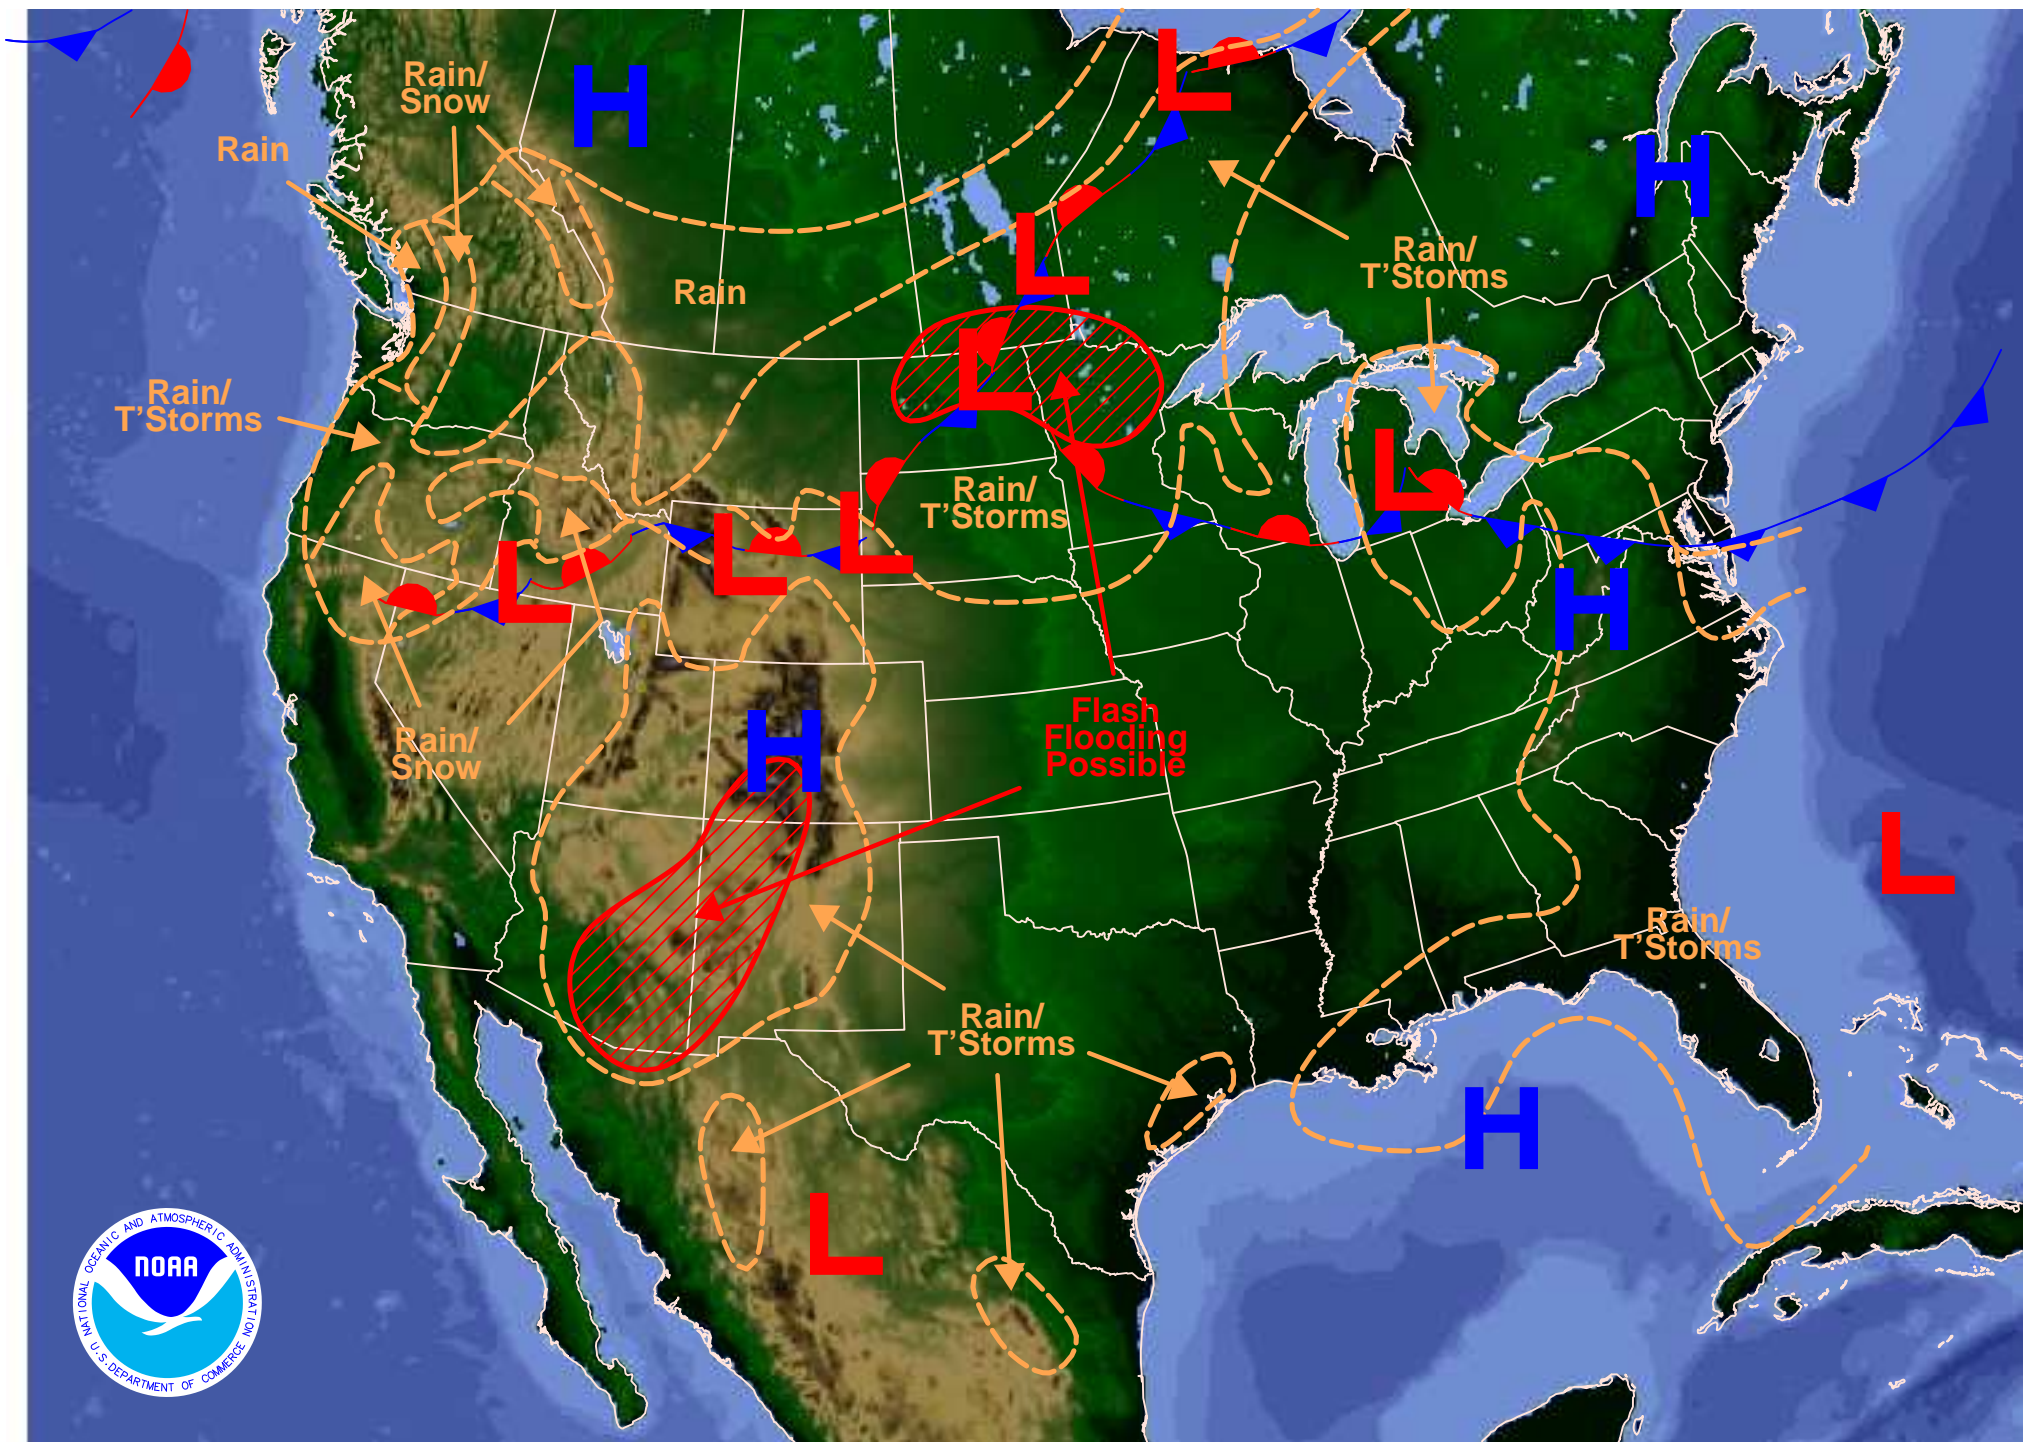 Rain/
Snow
H
L
Rain
H
Rain/
T'Storms
L
Rain
L
Rain/
T'Storms
L
Rain/
T'Storms
L
L
L
L
H
Rain/
Snow
H
Flash
Flooding
Possible
L
Rain/
T'Storms
Rain/
T'Storms
H
L
NOAA
NATIONAL OCEANIC AND ATMOSPHERIC ADMINISTRATION
U.S. DEPARTMENT OF COMMERCE